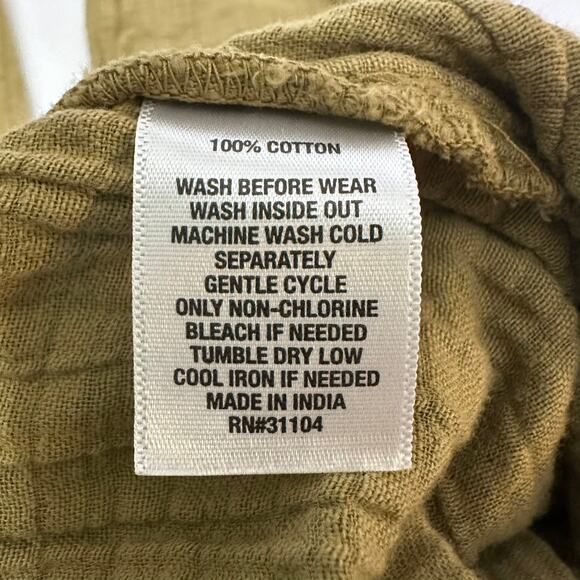 100% COTTON
WASH BEFORE WEAR
WASH INSIDE OUT
MACHINE WASH COLD
SEPARATELY
GENTLE CYCLE
ONLY NON-CHLORINE
BLEACH IF NEEDED
TUMBLE DRY LOW
COOL IRON IF NEEDED
MADE IN INDIA
RN#31104